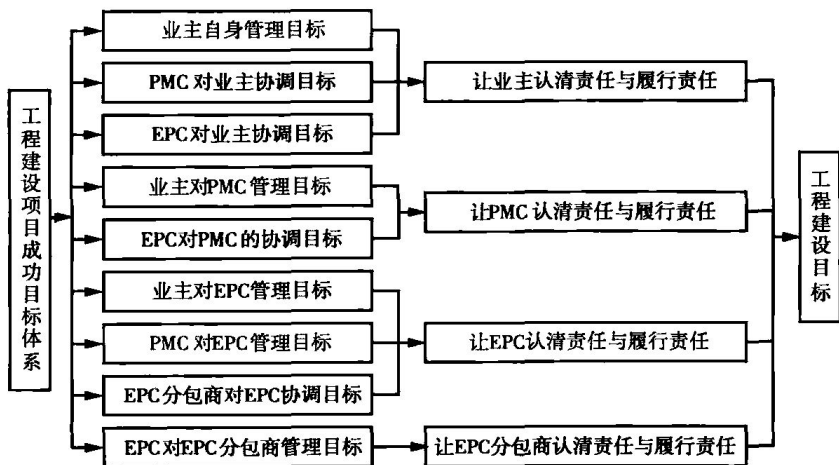 工程建设项目成功目标体系
业主自身管理目标
PMC对业主协调目标
EPC对业主协调目标
业主对PMC管理目标
EPC对PMC的协调目标
业主对EPC管理目标
PMC对EPC管理目标
EPC分包商对EPC协调目标
EPC对EPC分包商管理目标
让业主认清责任与履行责任
让PMC认清责任与履行责任
让EPC认清责任与履行责任
让EPC分包商认清责任与履行责任
工程建设目标